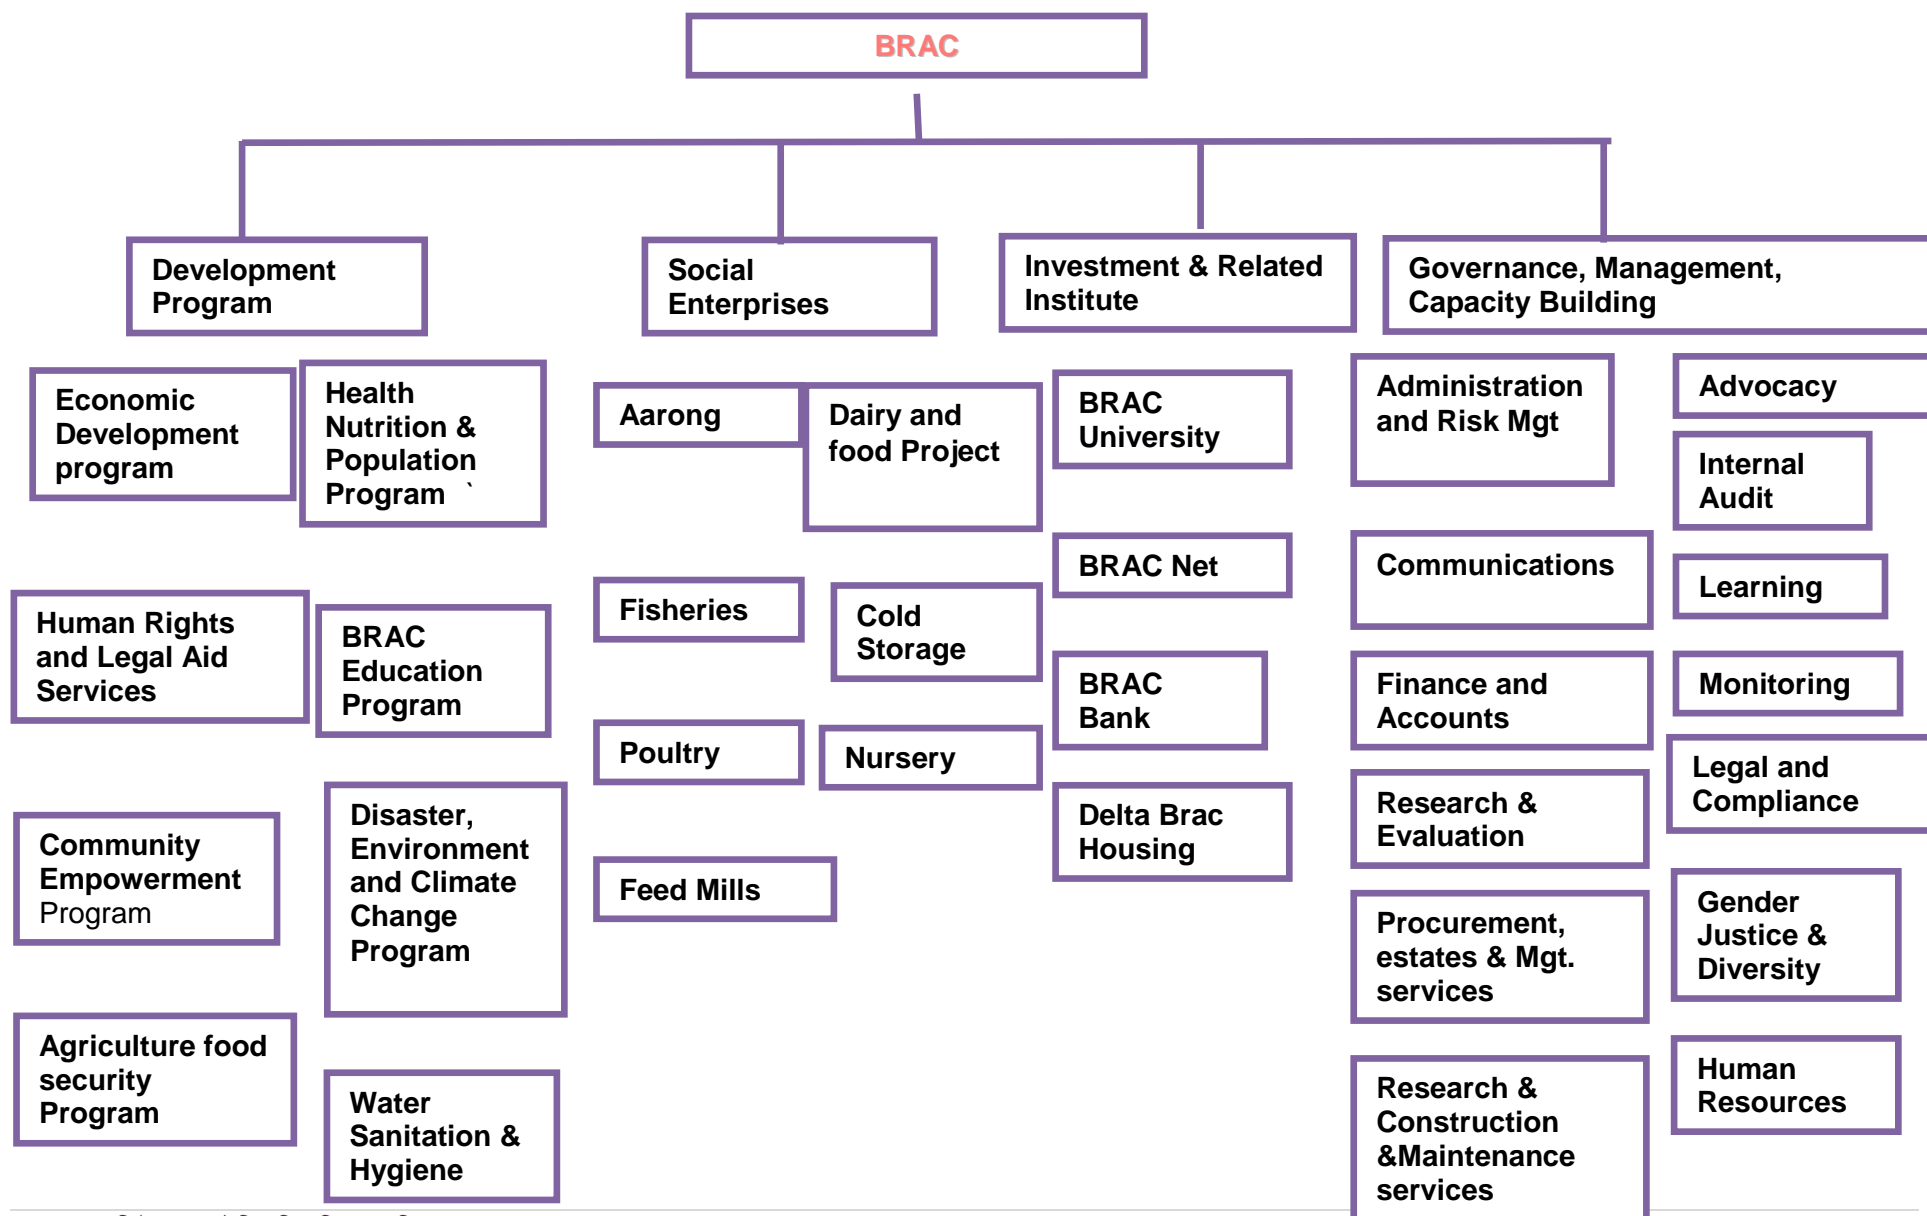 BRAC
Development
Program
Social
Enterprises
Investment & Related
Institute
Governance, Management,
Capacity Building
Economic
Development
program
Health
Nutrition &
Population
Program `
Human Rights
and Legal Aid
Services
BRAC
Education
Program
Community
Empowerment
Program
Disaster,
Environment
and Climate
Change
Program
Agriculture food
security
Program
Water
Sanitation &
Hygiene
Aarong
Dairy and
food Project
Fisheries
Cold
Storage
Poultry
Nursery
Feed Mills
BRAC
University
BRAC Net
BRAC
Bank
Delta Brac
Housing
Administration
and Risk Mgt
Advocacy
Internal
Audit
Communications
Learning
Finance and
Accounts
Monitoring
Research &
Evaluation
Legal and
Compliance
Procurement,
estates & Mgt.
services
Gender
Justice &
Diversity
Research &
Construction
&Maintenance
services
Human
Resources